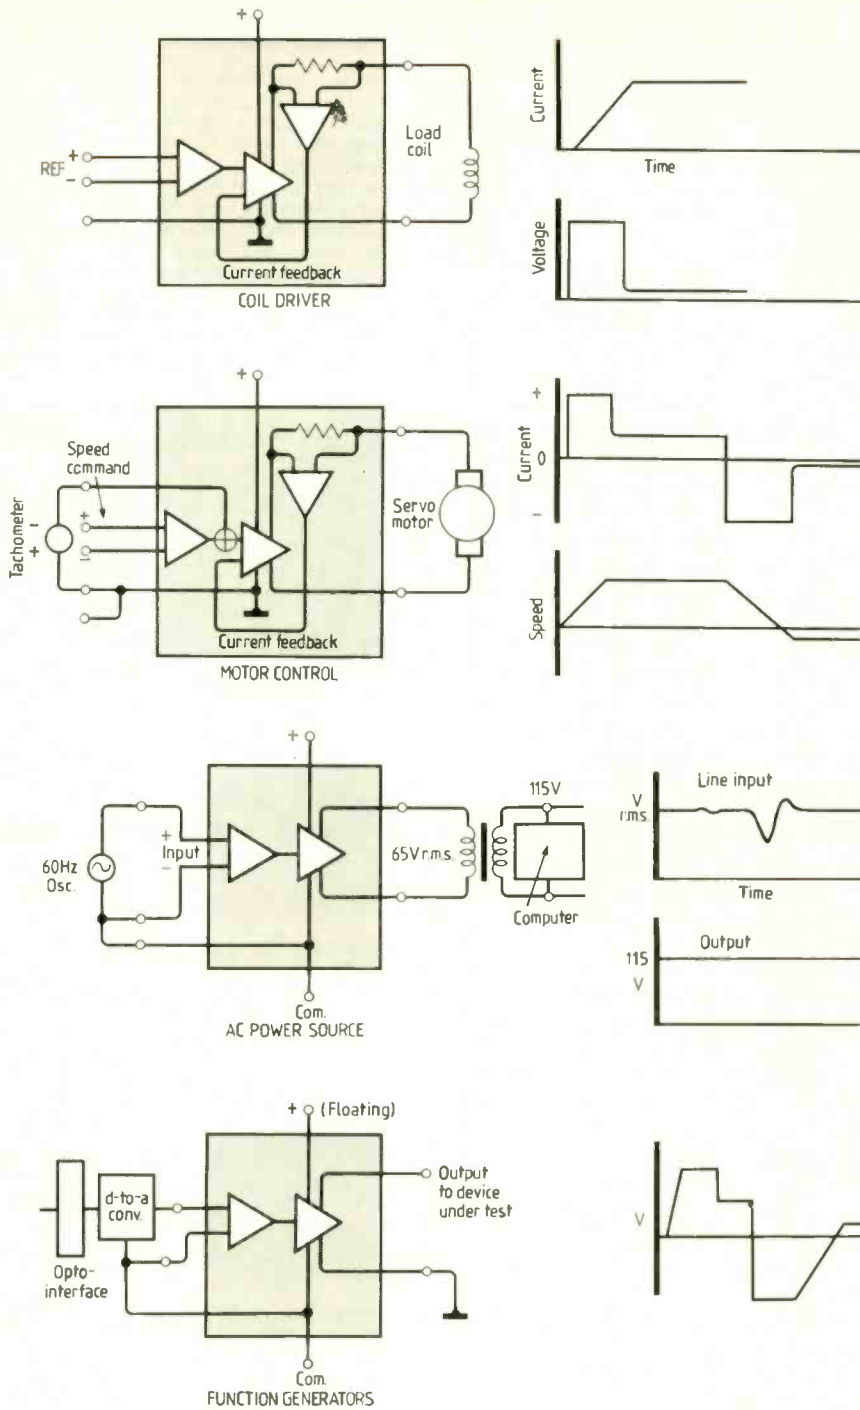 +
REF
+
-
Load
coil
Current feedback
COIL DRIVER
Current
Time
Voltage
+
Speed
command
Tachometer
-
+
+
-
Servo
motor
Current feedback
MOTOR CONTROL
+
Current
0
-
Speed
+
60Hz
Osc.
+
Input
-
65V r.m.s.
115V
Computer
Com.
AC POWER SOURCE
V
r.m.s.
Line input
Time
Output
115
V
+ (Floating)
d-to-a
conv.
Opto-
interface
Output
to device
under test
Com.
FUNCTION GENERATORS
V